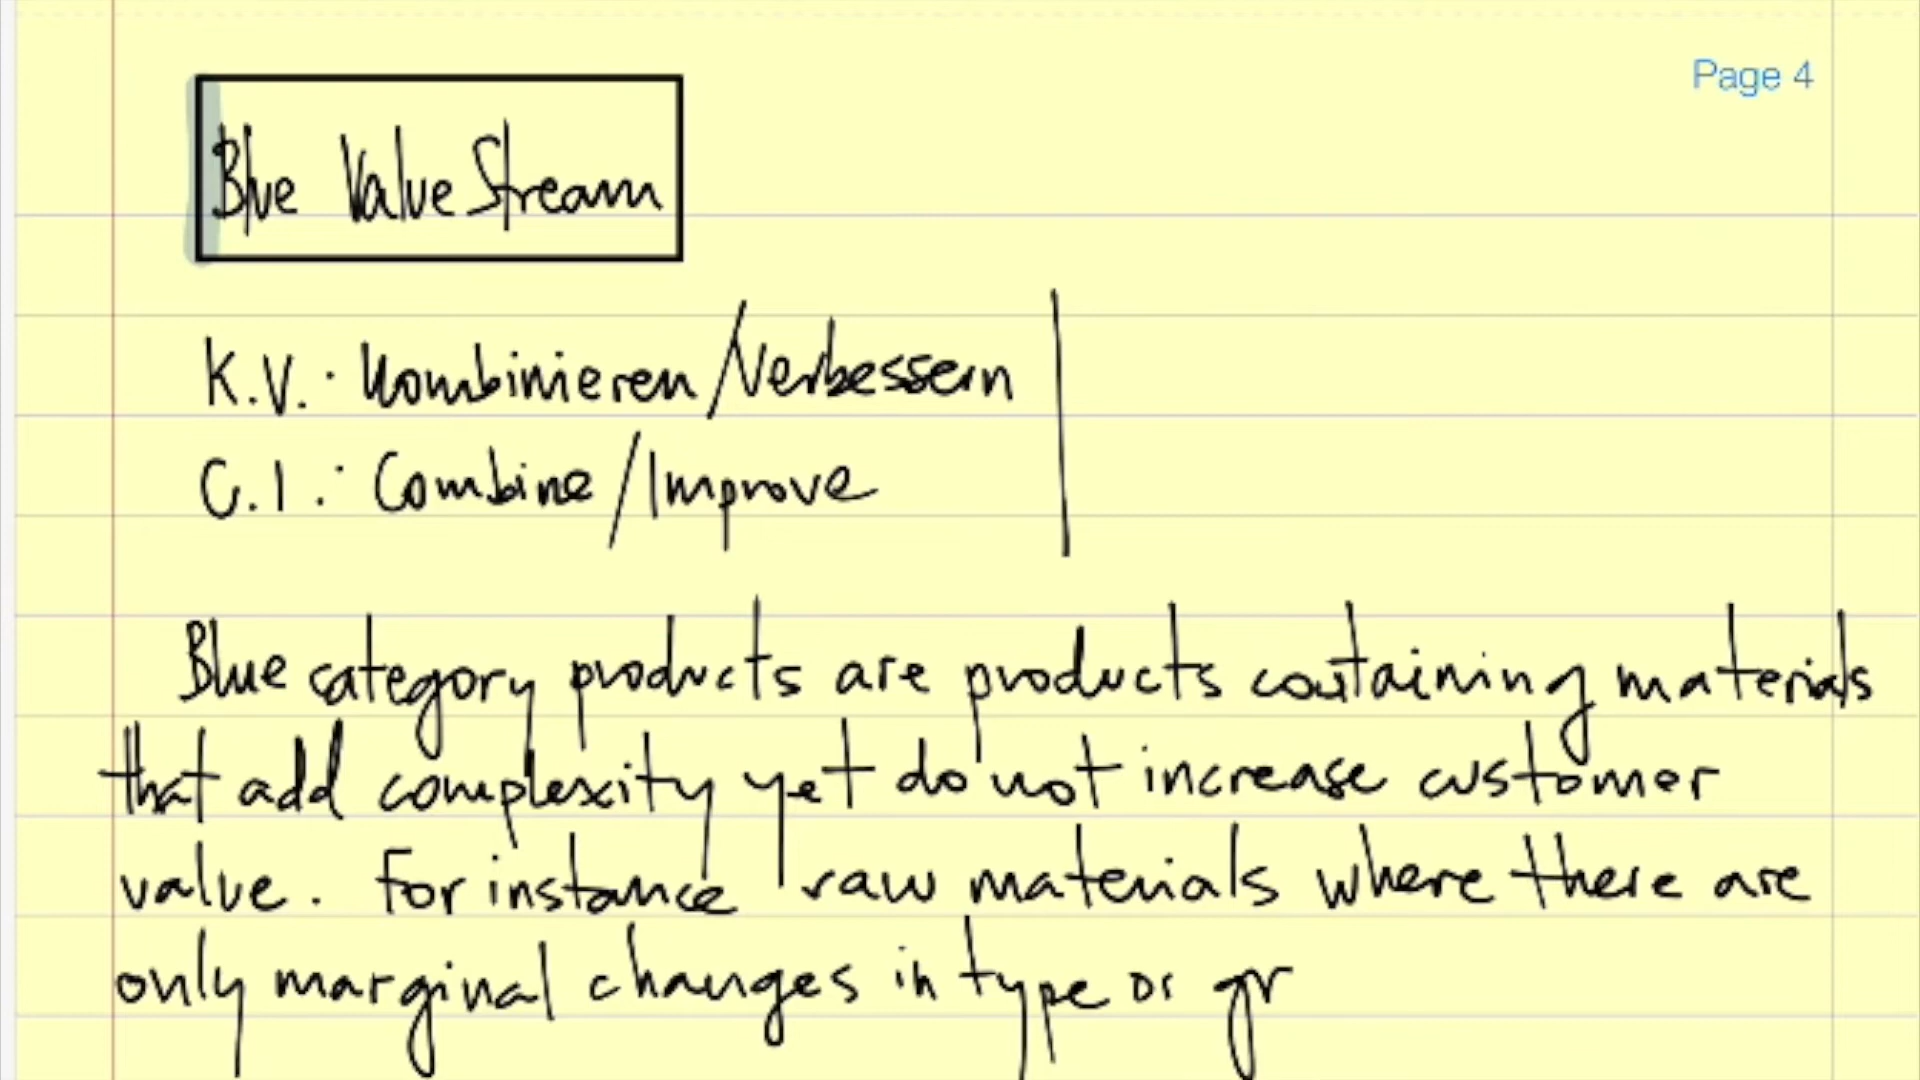 Page 4
Blue Value Stream
K.V.: Kombinieren/Verbessern
C.I.: Combine/Improve
Blue category products are products containing materials
that add complexity yet do not increase customer
value. For instance raw materials where there are
only marginal changes in type or gr